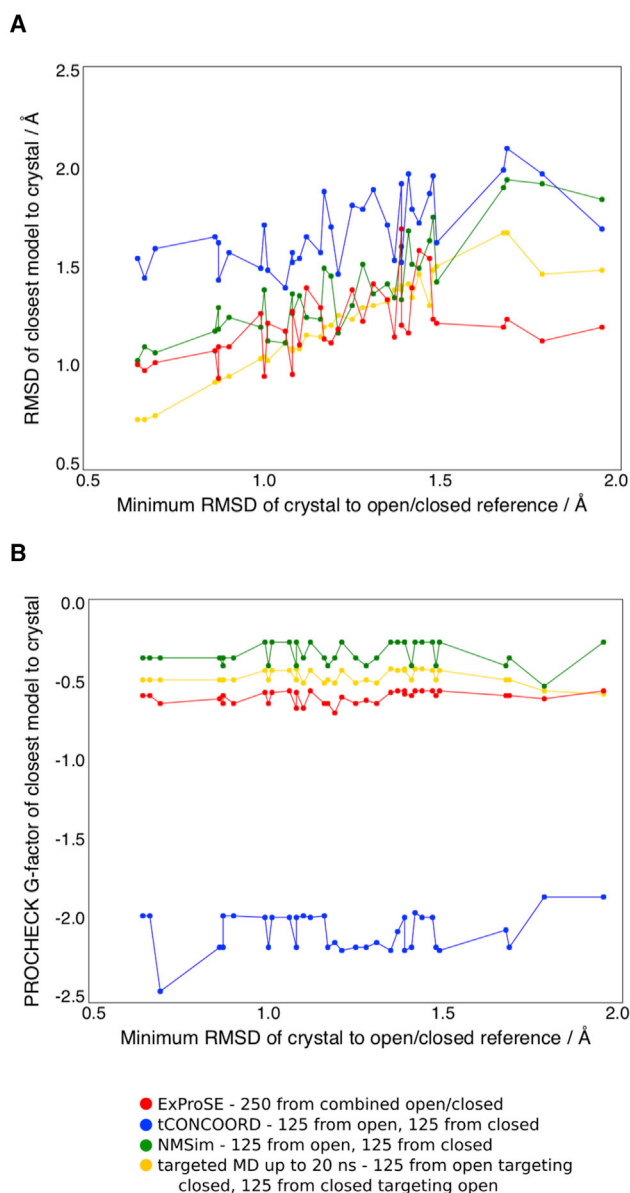 A
RMSD of closest model to crystal / Å
2.5
2.0
1.5
1.0
0.5
0.5 1.0 1.5 2.0
Minimum RMSD of crystal to open/closed reference / Å
B
PROCHECK G-factor of closest model to crystal
0.0
-0.5
-1.0
-1.5
-2.0
-2.5
0.5 1.0 1.5 2.0
Minimum RMSD of crystal to open/closed reference / Å
ExProSE - 250 from combined open/closed
tCONCOORD - 125 from open, 125 from closed
NMSim - 125 from open, 125 from closed
targeted MD up to 20 ns - 125 from open targeting
closed, 125 from closed targeting open